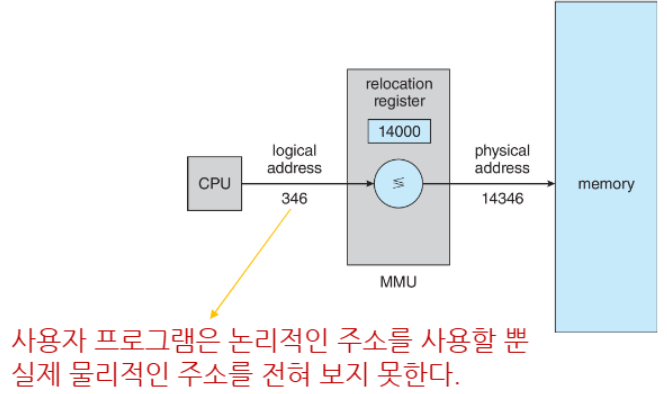 relocation
register
14000
logical
address
physical
address
CPU
≶
memory
346
14346
MMU
사용자 프로그램은 논리적인 주소를 사용할 뿐
실제 물리적인 주소를 전혀 보지 못한다.